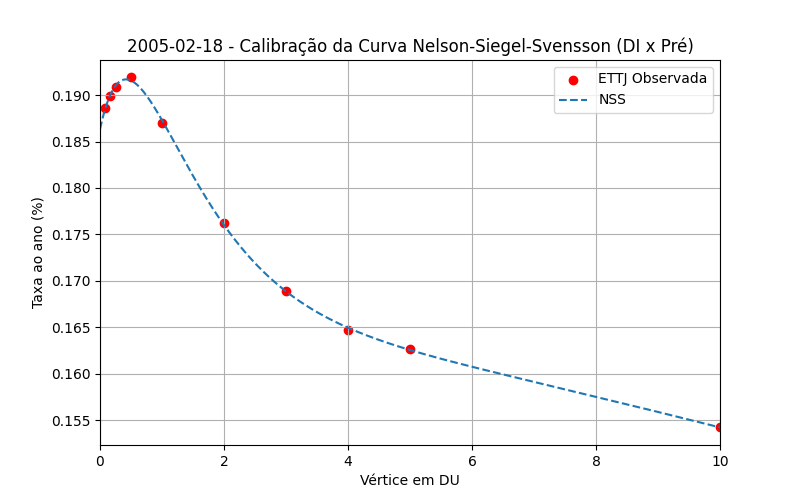 2005-02-18 - Calibração da Curva Nelson-Siegel-Svensson (DI x Pré)
ETTJ Observada
NSS
Taxa ao ano (%)
0.190
0.185
0.180
0.175
0.170
0.165
0.160
0.155
0 2 4 6 8 10
Vértice em DU